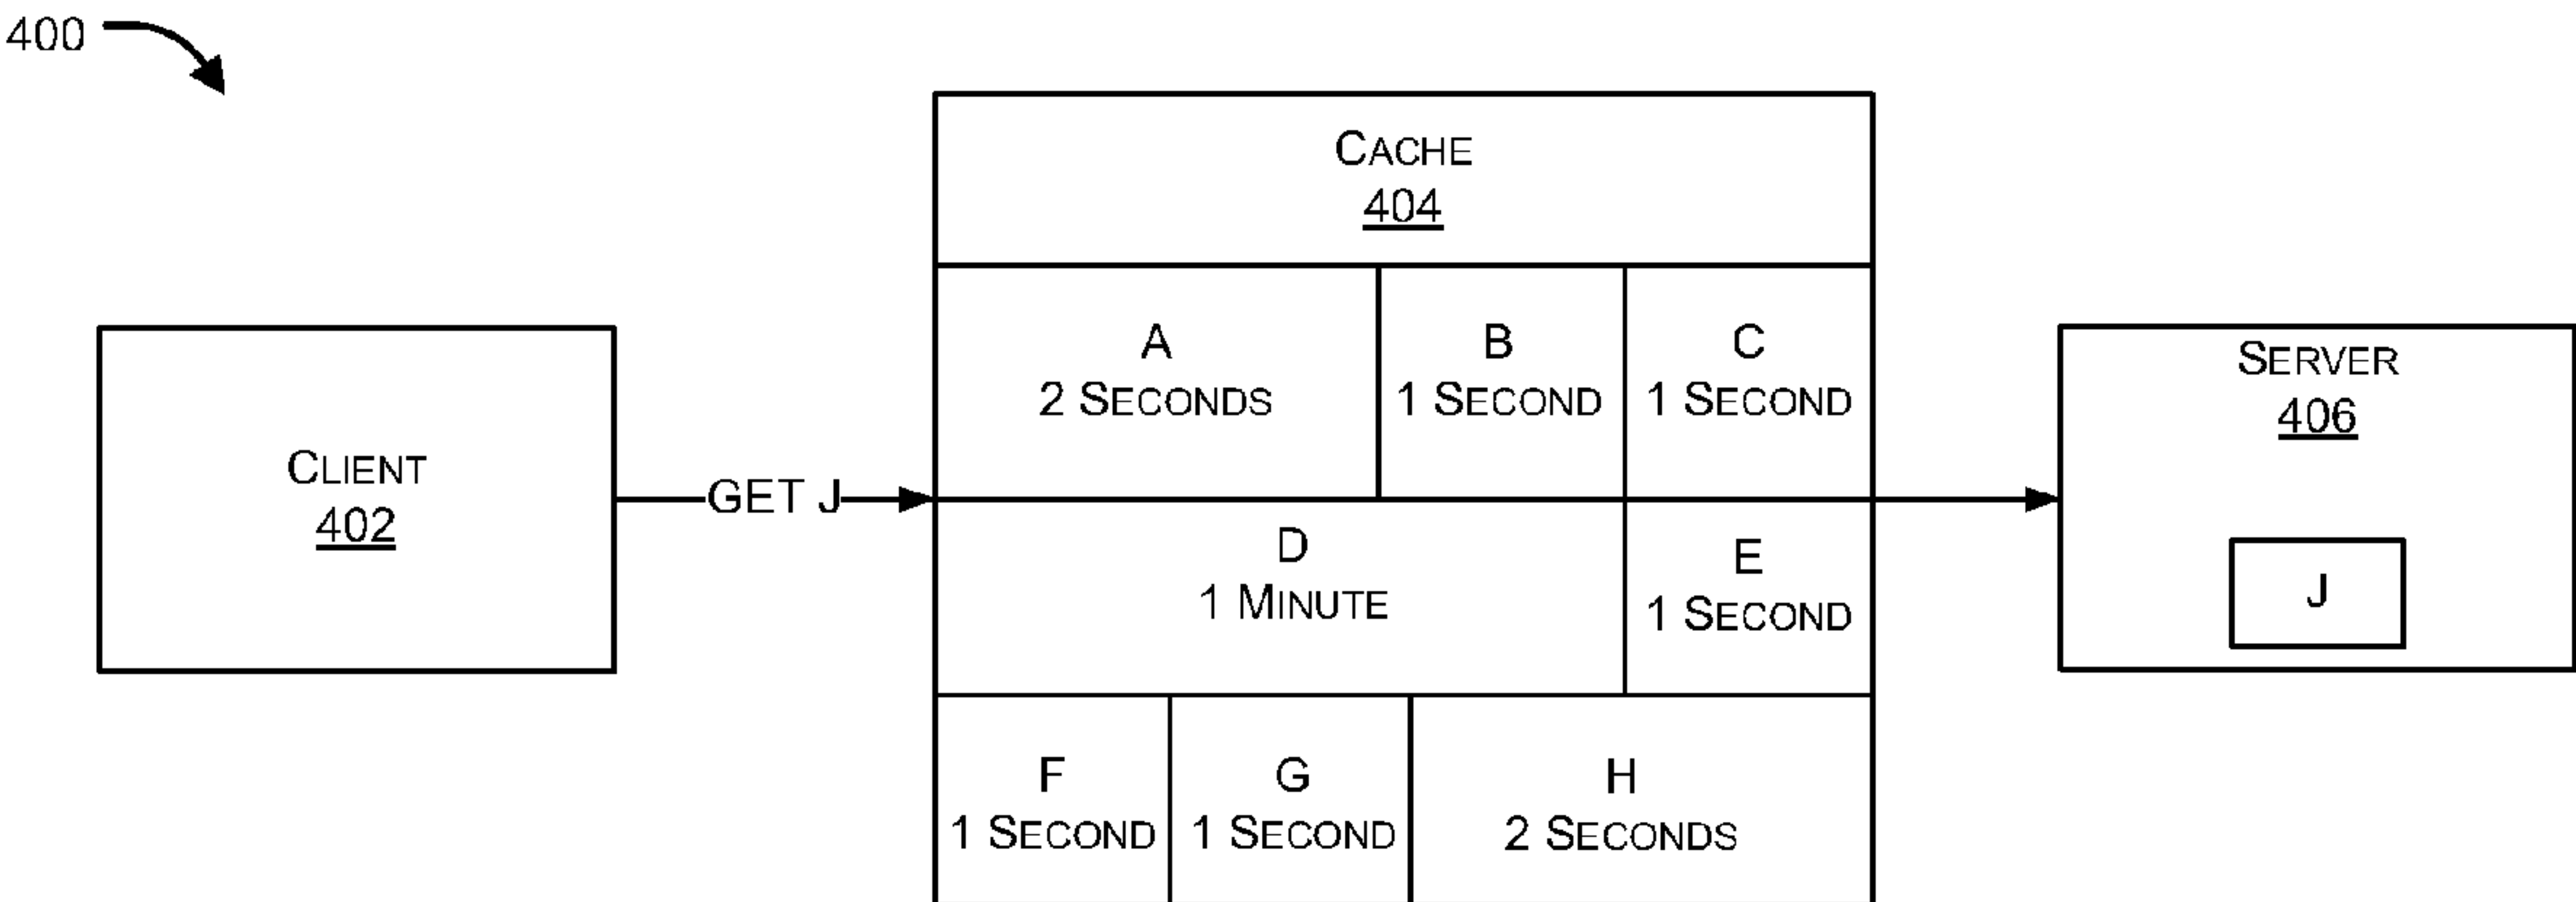 400
CACHE
404
A
2 SECONDS
B
1 SECOND
C
1 SECOND
CLIENT
402
GET J
SERVER
406
J
D
1 MINUTE
E
1 SECOND
F
1 SECOND
G
1 SECOND
H
2 SECONDS